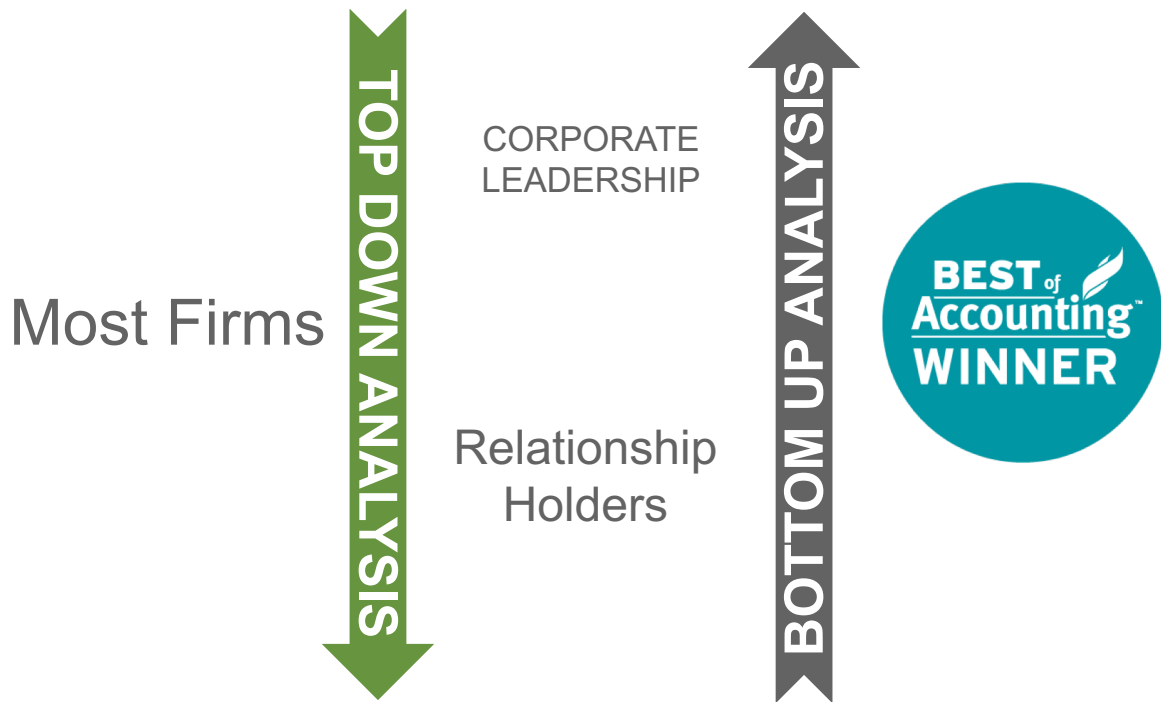 Most Firms
TOP DOWN ANALYSIS
CORPORATE
LEADERSHIP
Relationship
Holders
BOTTOM UP ANALYSIS
BEST of
Accounting™
WINNER